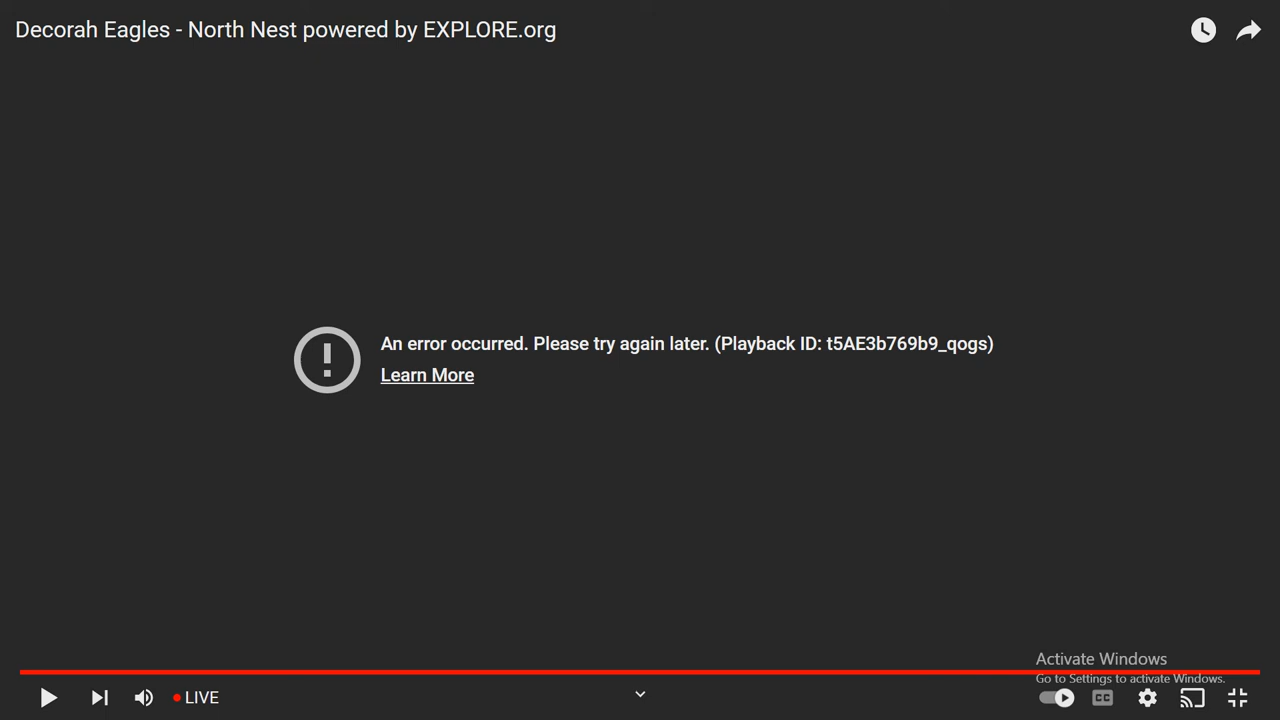 Decorah Eagles - North Nest powered by EXPLORE.org
An error occurred. Please try again later. (Playback ID: t5AE3b769b9_qogs)
Learn More
Activate Windows
Go to Settings to activate Windows.
LIVE
CC